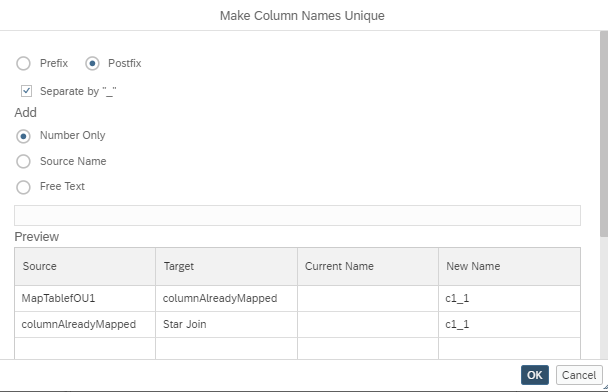 Make Column Names Unique
Prefix Postfix
Separate by "_"
Add
Number Only
Source Name
Free Text
Preview
Source Target Current Name New Name
MapTablefOU1 columnAlreadyMapped c1_1
columnAlreadyMapped Star Join c1_1
OK Cancel